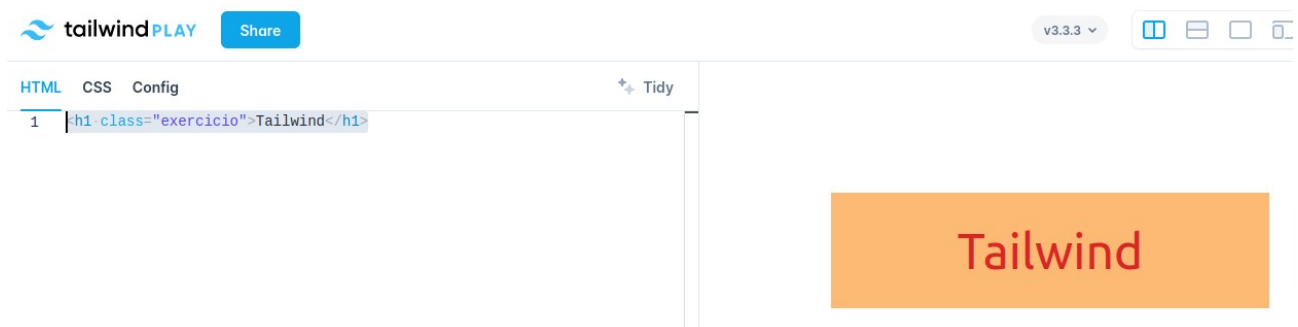 tailwind PLAY Share v3.3.3
HTML CSS Config Tidy
1 <h1 class="exercicio">Tailwind</h1>
Tailwind